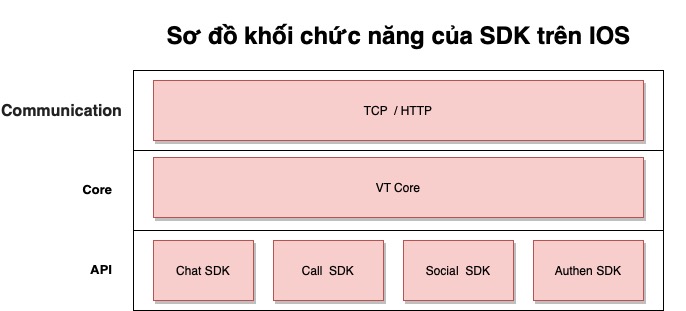 Sơ đồ khối chức năng của SDK trên IOS
Communication
TCP / HTTP
Core
VT Core
API
Chat SDK
Call SDK
Social SDK
Authen SDK